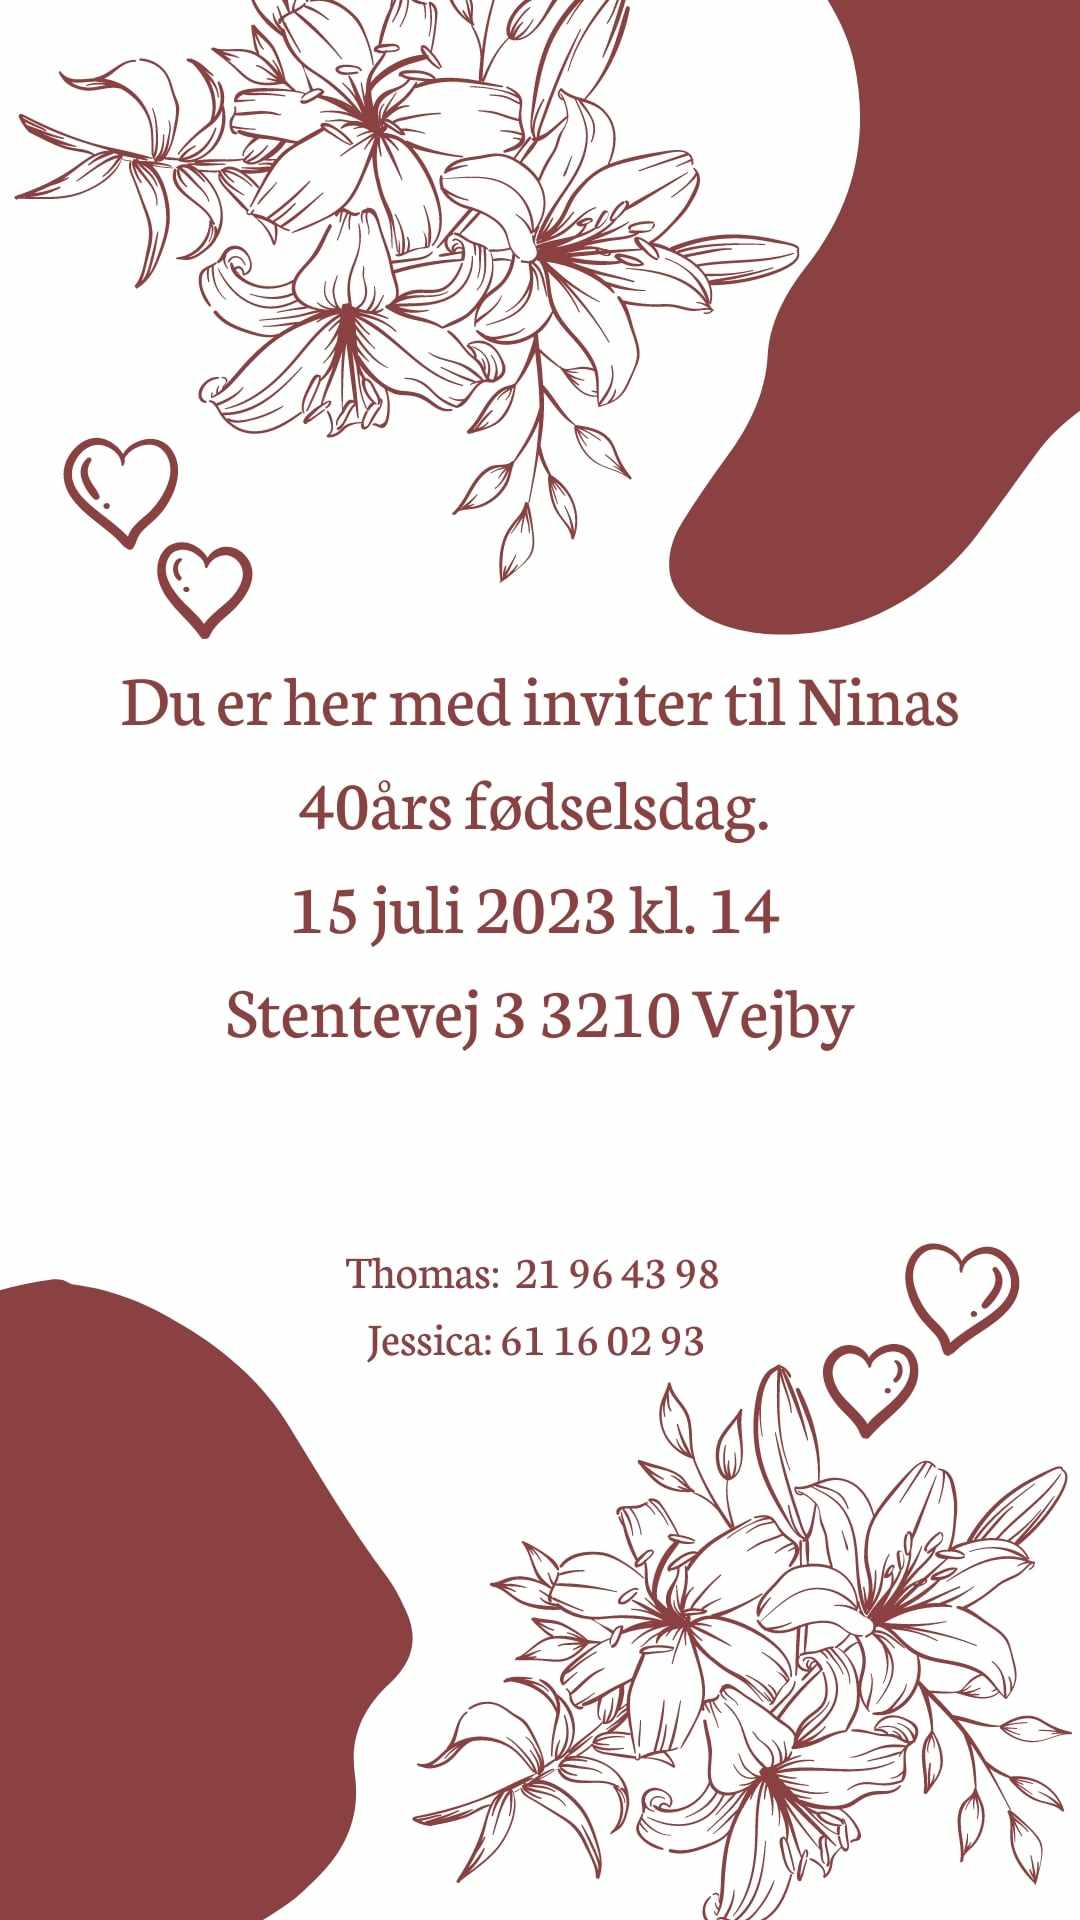 Du er her med inviter til Ninas
40års fødselsdag.
15 juli 2023 kl. 14
Stentevej 3 3210 Vejby
Thomas: 21 96 43 98
Jessica: 61 16 02 93